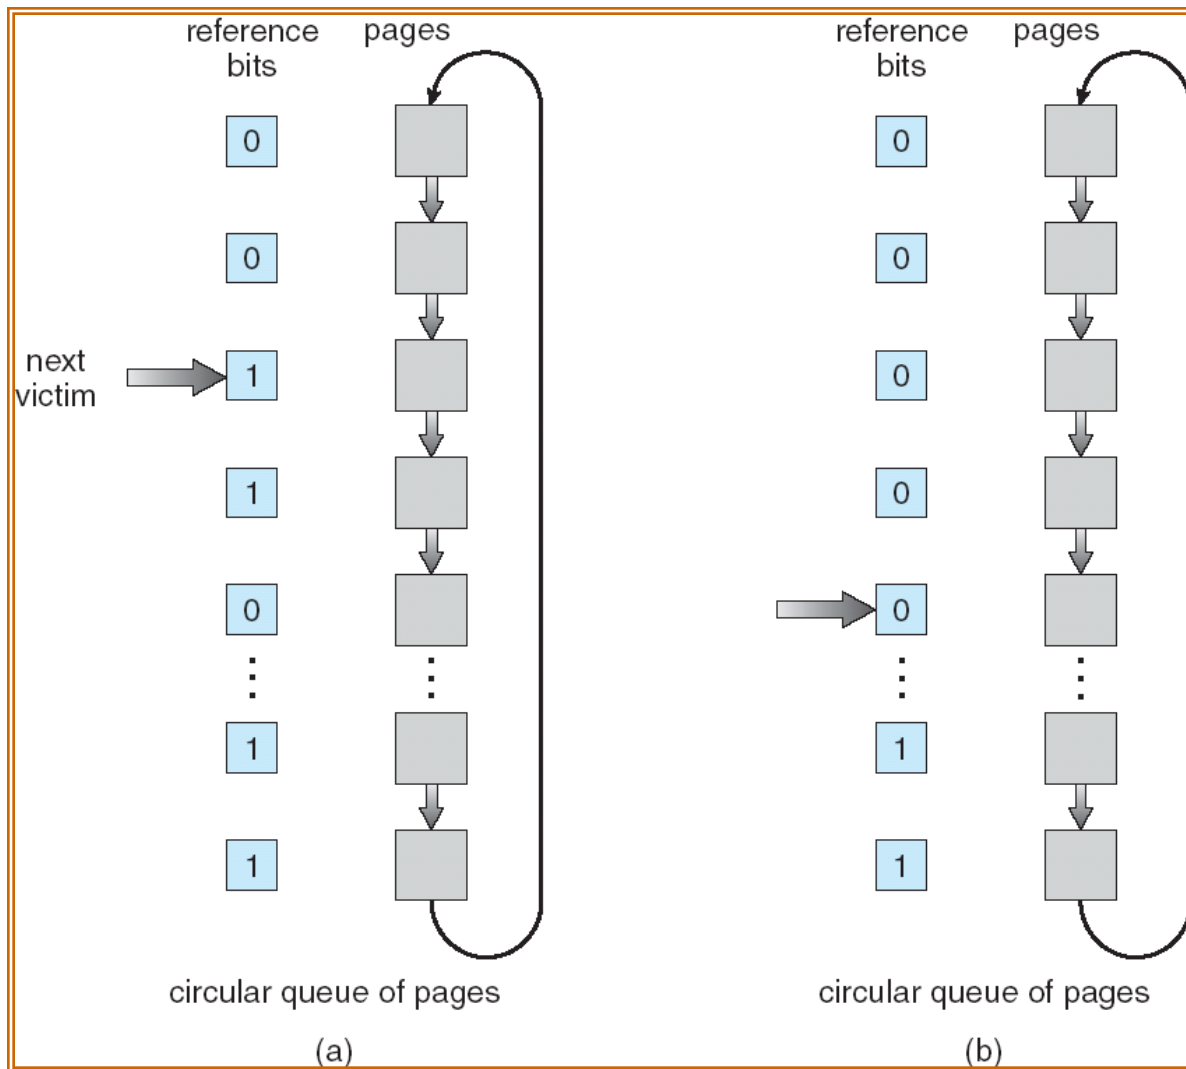 reference
bits
pages
0
0
next
victim
1
1
0
1
1
circular queue of pages
(a)
reference
bits
pages
0
0
0
0
0
1
1
circular queue of pages
(b)